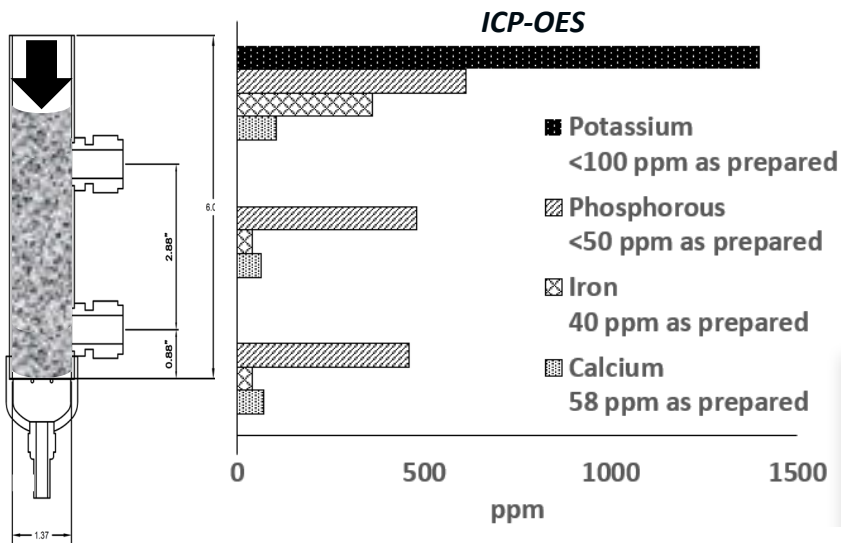 ICP-OES
6.0
2.88"
0.88"
1.37
Potassium
<100 ppm as prepared
Phosphorous
<50 ppm as prepared
Iron
40 ppm as prepared
Calcium
58 ppm as prepared
0
500
1000
1500
ppm